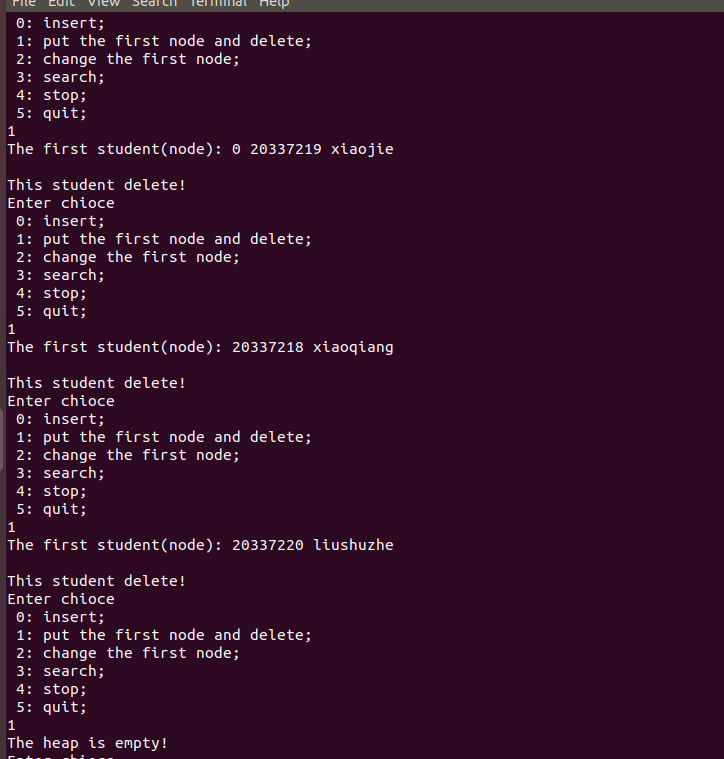 File Edit View Search Terminal Help
0: insert;
1: put the first node and delete;
2: change the first node;
3: search;
4: stop;
5: quit;
1
The first student(node): 0 20337219 xiaojie
This student delete!
Enter chioce
0: insert;
1: put the first node and delete;
2: change the first node;
3: search;
4: stop;
5: quit;
1
The first student(node): 20337218 xiaoqiang
This student delete!
Enter chioce
0: insert;
1: put the first node and delete;
2: change the first node;
3: search;
4: stop;
5: quit;
1
The first student(node): 20337220 liushuzhe
This student delete!
Enter chioce
0: insert;
1: put the first node and delete;
2: change the first node;
3: search;
4: stop;
5: quit;
1
The heap is empty!
Enter chioce